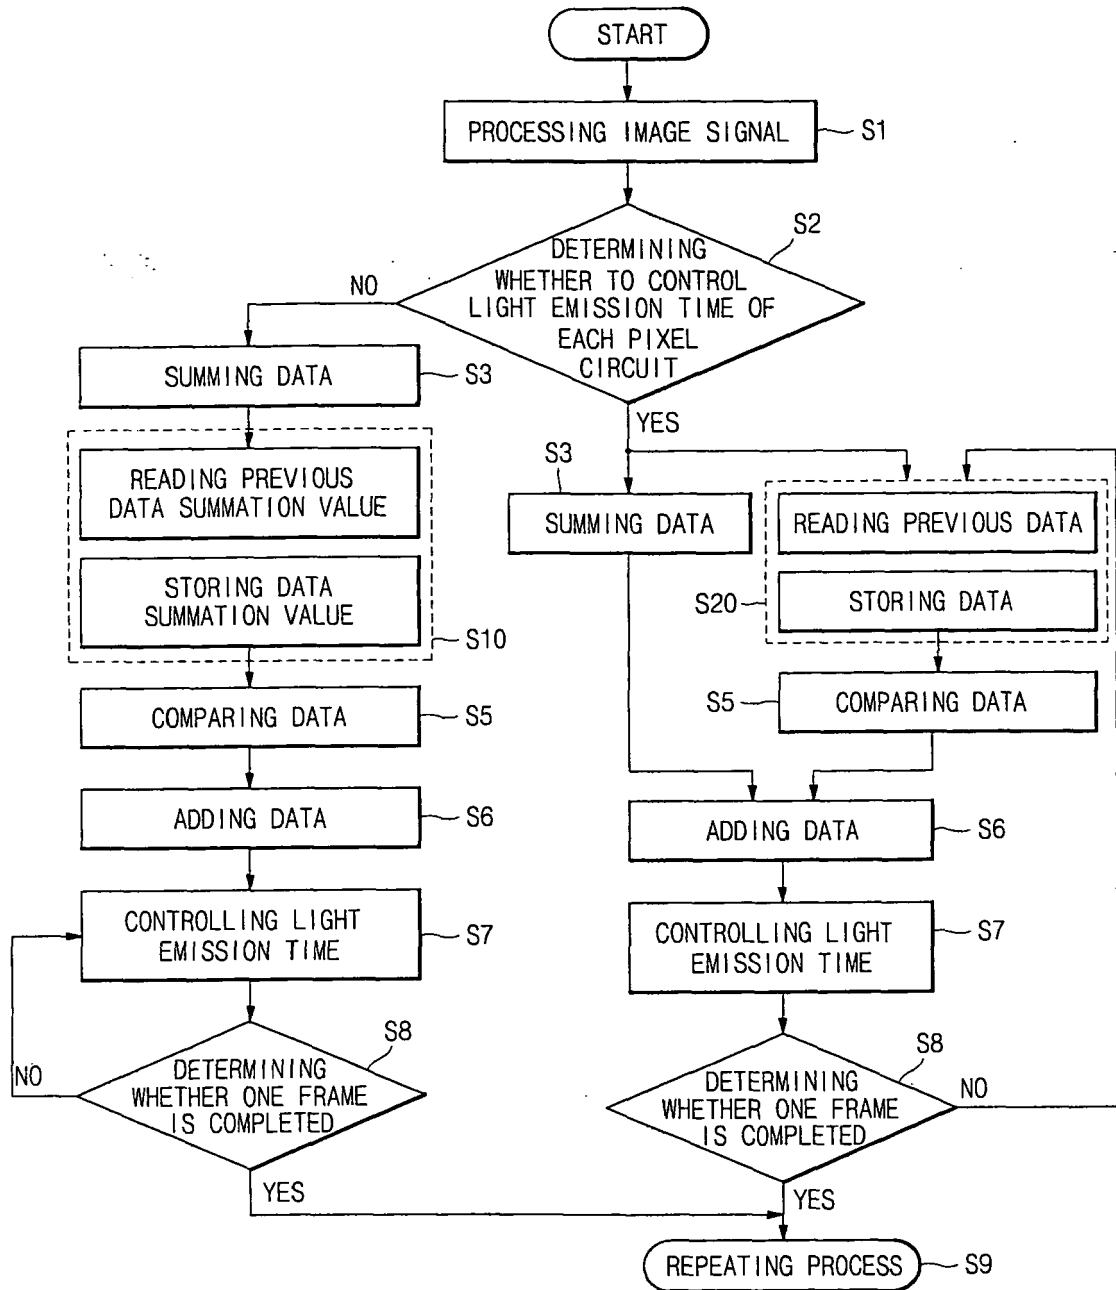 START
PROCESSING IMAGE SIGNAL
S1
S2
DETERMINING
WHETHER TO CONTROL
LIGHT EMISSION TIME OF
EACH PIXEL
CIRCUIT
NO
YES
SUMMING DATA
S3
READING PREVIOUS
DATA SUMMATION VALUE
STORING DATA
SUMMATION VALUE
S10
COMPARING DATA
S5
ADDING DATA
S6
CONTROLLING LIGHT
EMISSION TIME
S7
S8
DETERMINING
WHETHER ONE FRAME
IS COMPLETED
NO
YES
S3
SUMMING DATA
READING PREVIOUS DATA
STORING DATA
S20
S5
COMPARING DATA
ADDING DATA
S6
CONTROLLING LIGHT
EMISSION TIME
S7
S8
DETERMINING
WHETHER ONE FRAME
IS COMPLETED
NO
YES
REPEATING PROCESS
S9